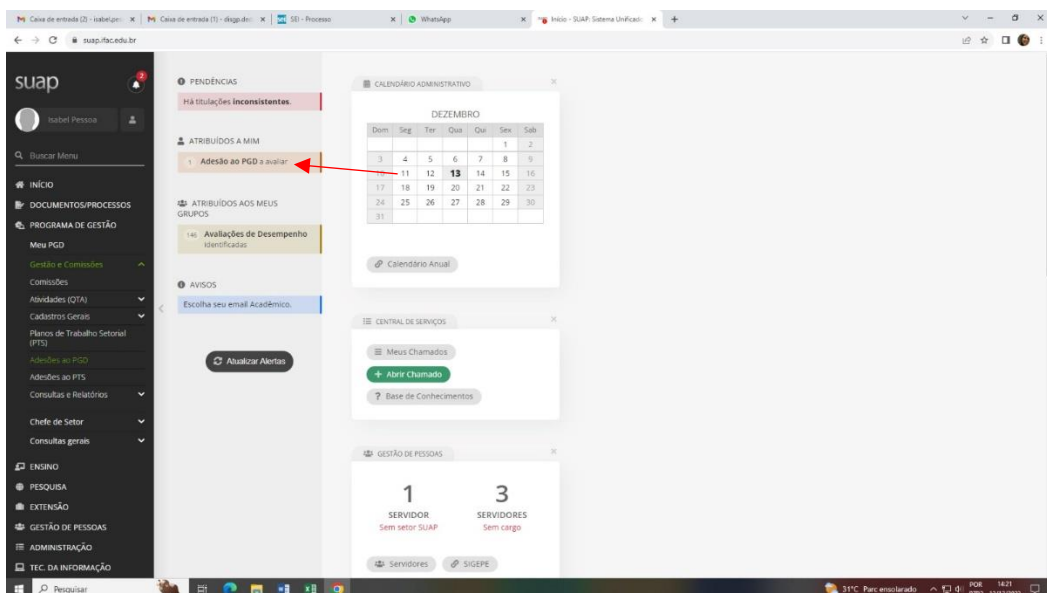 Caixa de entrada (2) - isabel.pes
Caixa de entrada (1) - disgp.dec
SEI - Processo
WhatsApp
Início - SUAP: Sistema Unificado
suap.ifac.edu.br
suap
2
Isabel Pessoa
Buscar Menu
INÍCIO
DOCUMENTOS/PROCESSOS
PROGRAMA DE GESTÃO
Meu PGD
Gestão e Comissões
Comissões
Atividades (QTA)
Cadastros Gerais
Planos de Trabalho Setorial
(PTS)
Adesões ao PGD
Adesões ao PTS
Consultas e Relatórios
Chefe de Setor
Consultas gerais
ENSINO
PESQUISA
EXTENSÃO
GESTÃO DE PESSOAS
ADMINISTRAÇÃO
TEC. DA INFORMAÇÃO
PENDÊNCIAS
Há titulações inconsistentes.
ATRIBUÍDOS A MIM
1 Adesão ao PGD a avaliar
ATRIBUÍDOS AOS MEUS
GRUPOS
146 Avaliações de Desempenho
Identificadas
AVISOS
Escolha seu email Acadêmico.
Atualizar Alertas
CALENDÁRIO ADMINISTRATIVO
DEZEMBRO
Dom Seg Ter Qua Qui Sex Sab
1 2
3 4 5 6 7 8 9
10 11 12 13 14 15 16
17 18 19 20 21 22 23
24 25 26 27 28 29 30
31
Calendário Anual
CENTRAL DE SERVIÇOS
Meus Chamados
+ Abrir Chamado
? Base de Conhecimentos
GESTÃO DE PESSOAS
1
SERVIDOR
Sem setor SUAP
3
SERVIDORES
Sem cargo
Servidores
SIGEPE
Pesquisar
31°C Parc ensolarado
POR
14:21